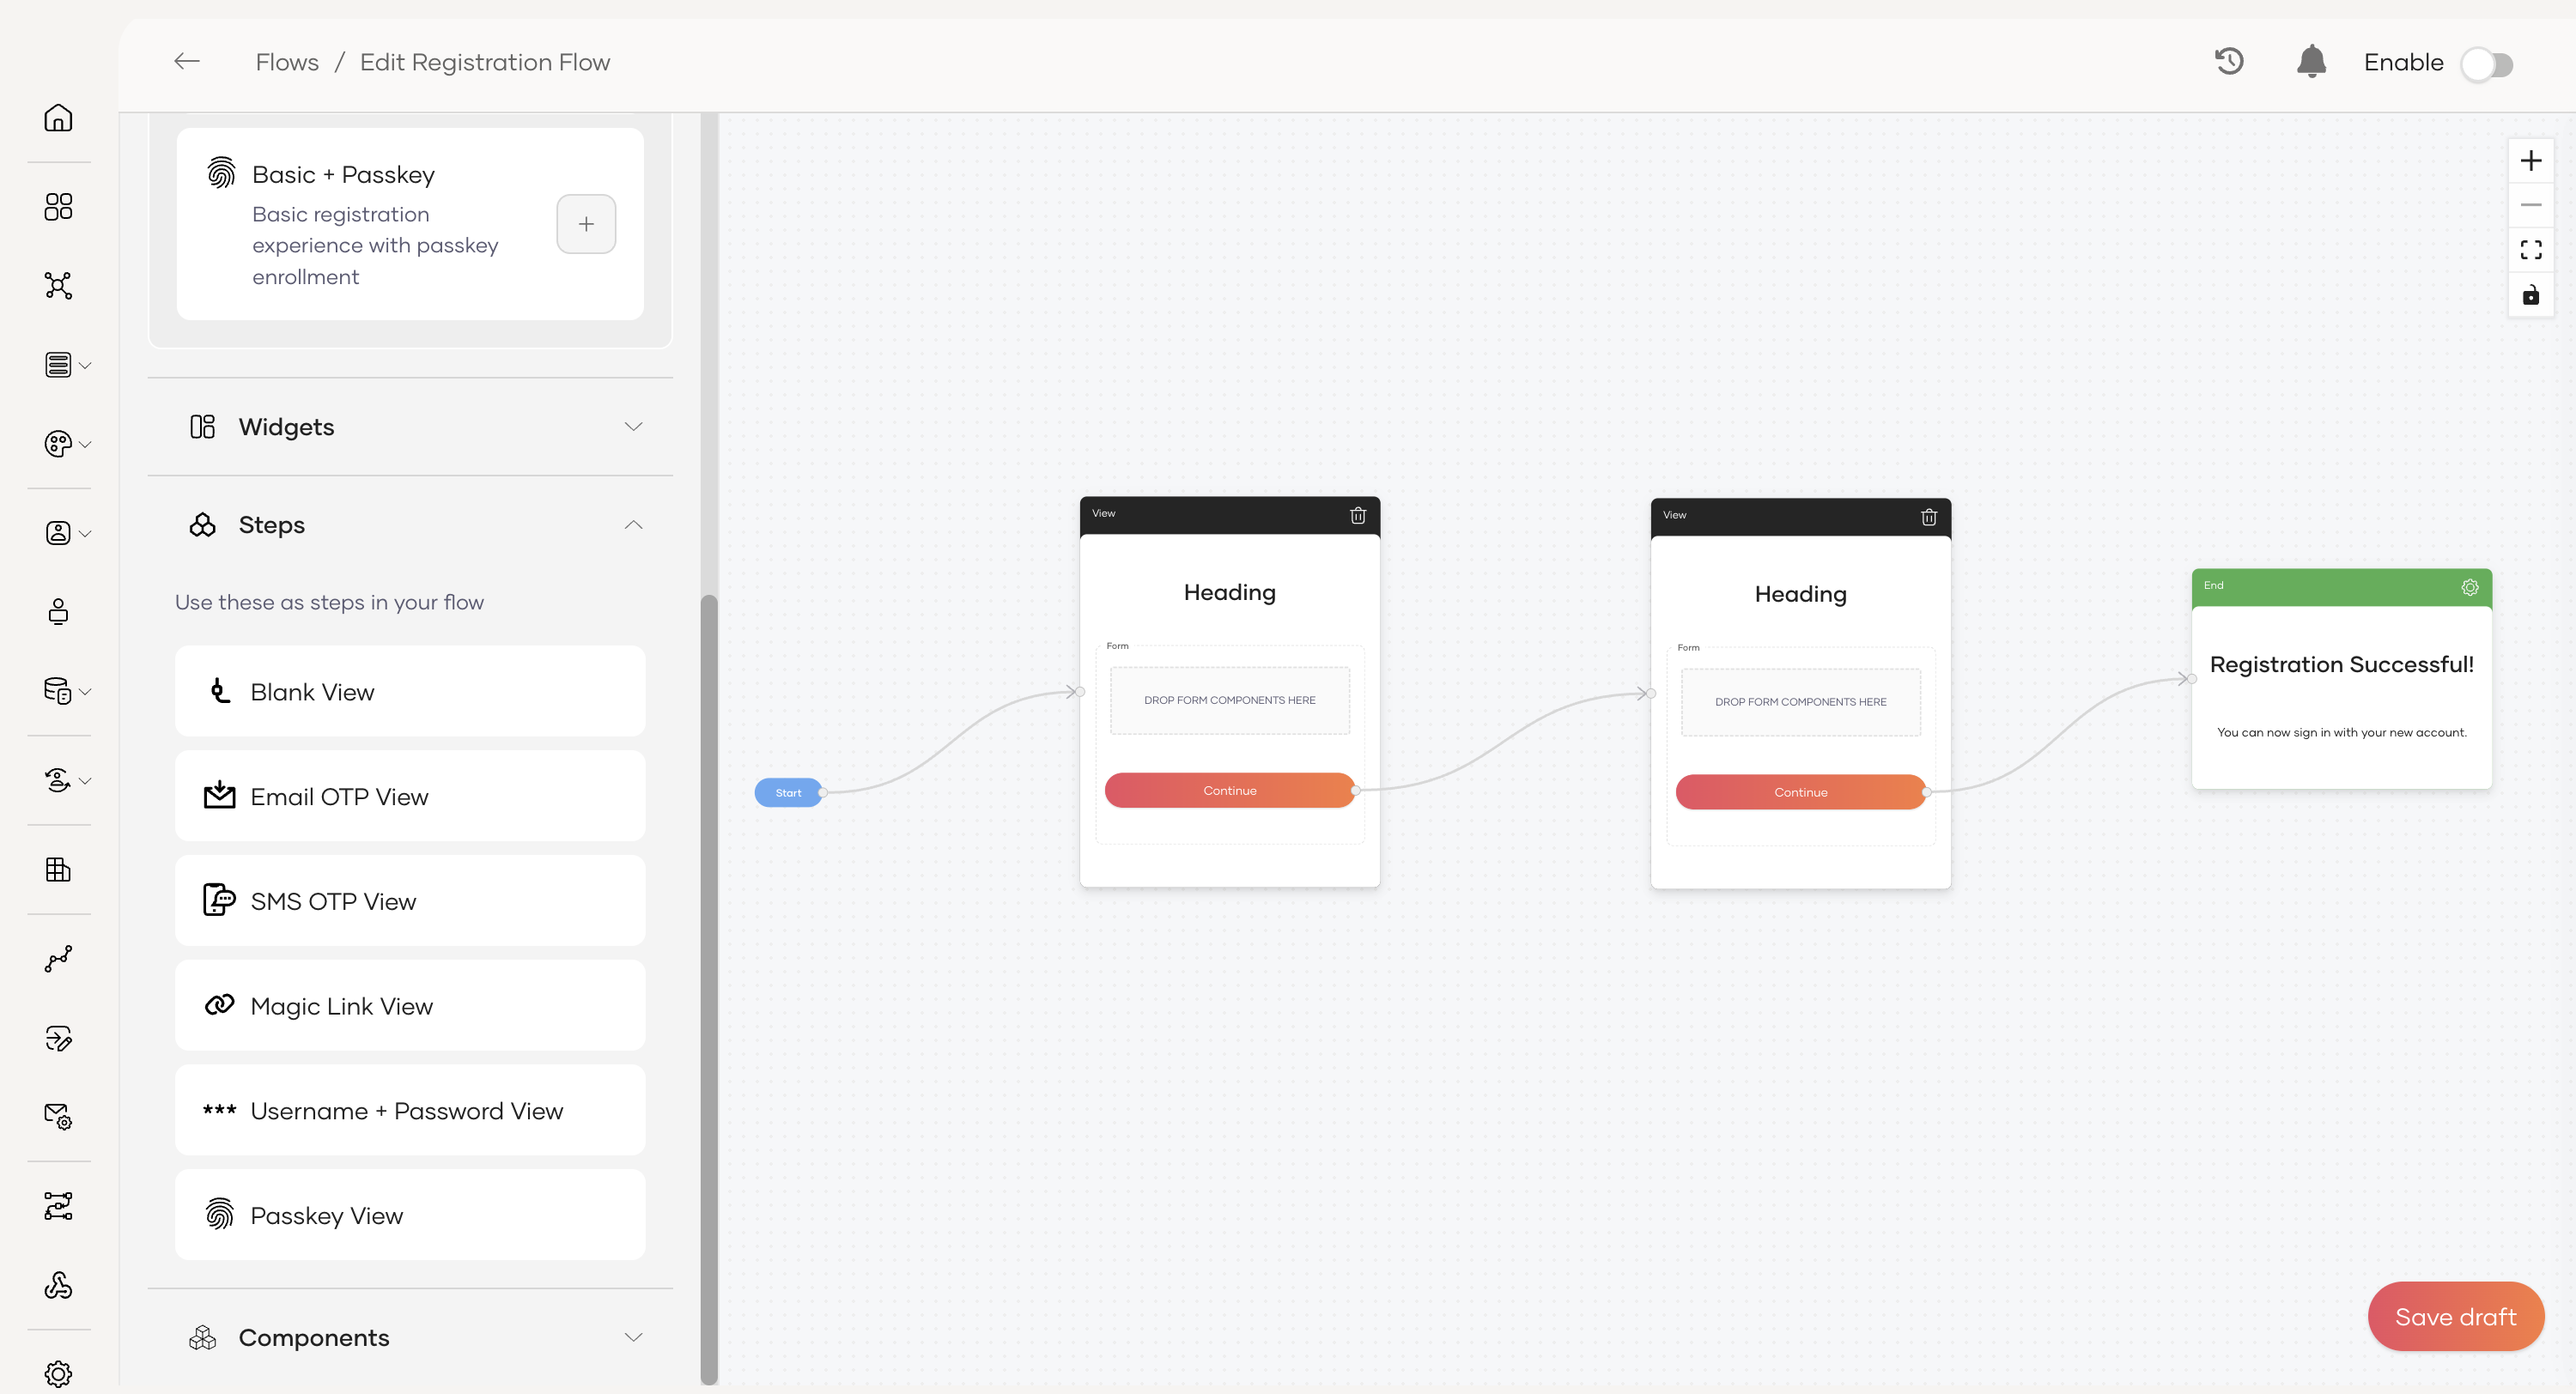 Flows / Edit Registration Flow
Enable
Basic + Passkey
Basic registration
experience with passkey
enrollment
Widgets
Steps
Use these as steps in your flow
Blank View
Email OTP View
SMS OTP View
Magic Link View
*** Username + Password View
Passkey View
Components
Start
View
Heading
Form
DROP FORM COMPONENTS HERE
Continue
View
Heading
Form
DROP FORM COMPONENTS HERE
Continue
End
Registration Successful!
You can now sign in with your new account.
Save draft